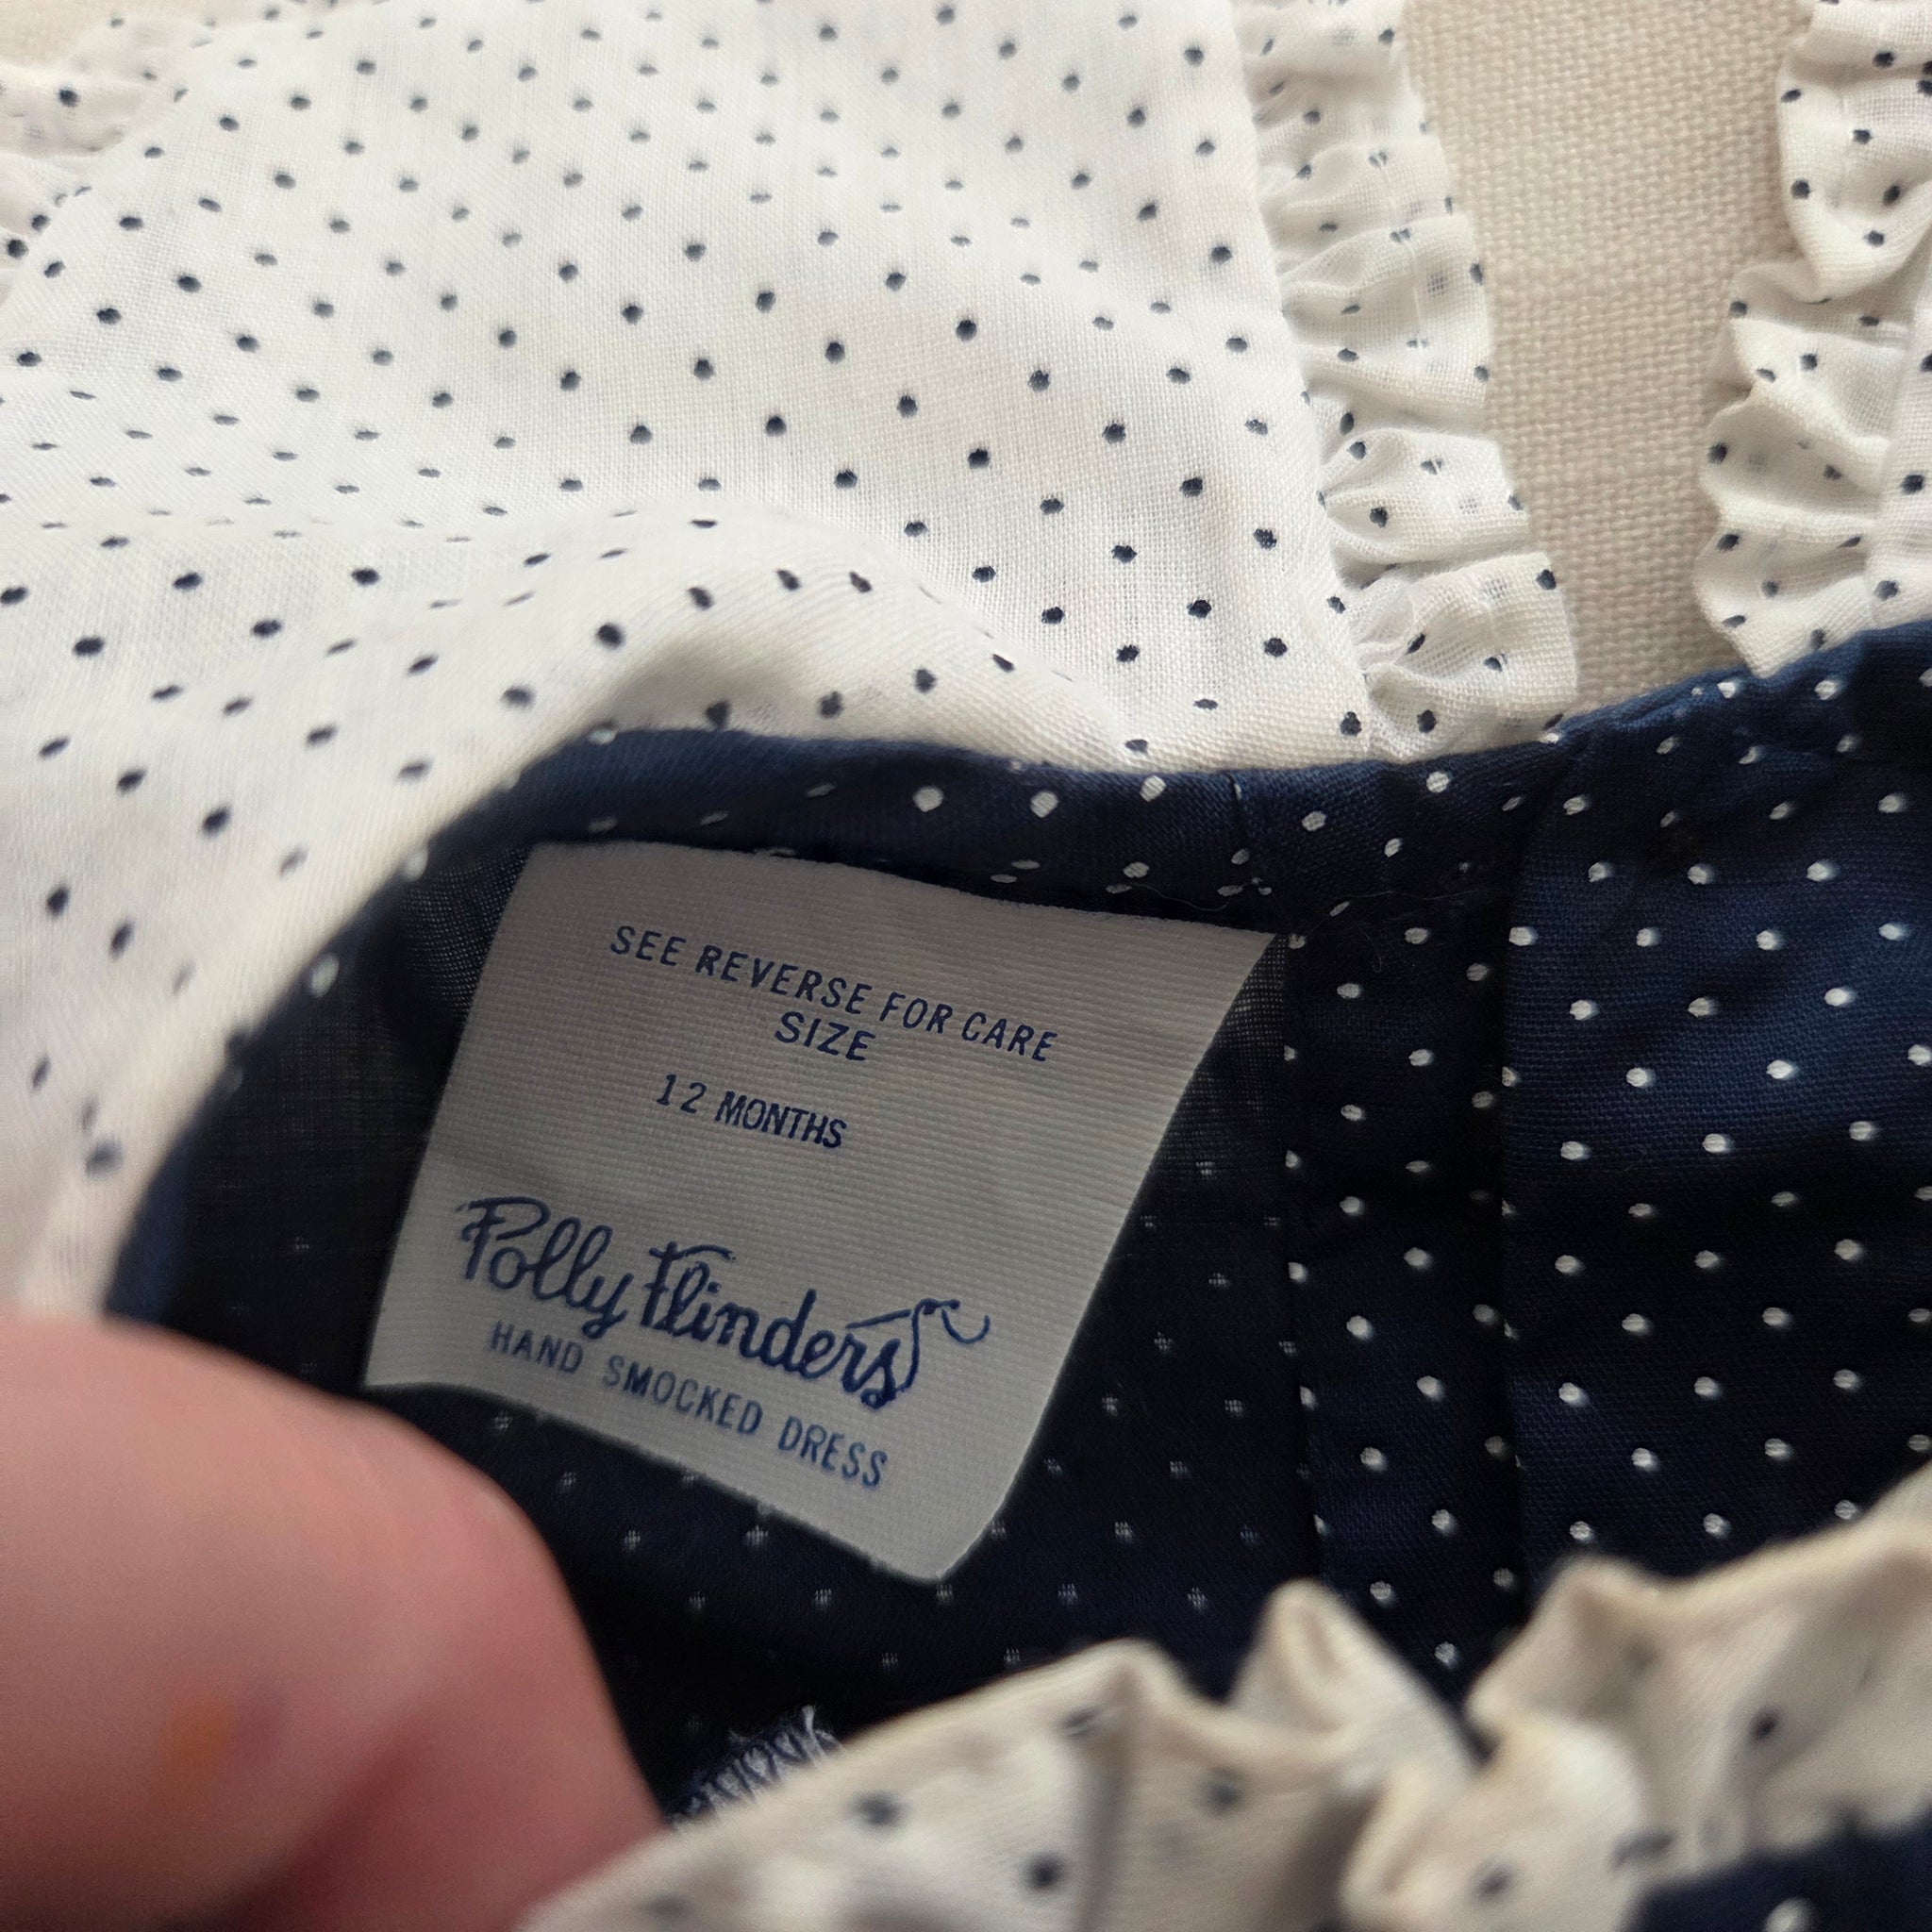 SEE REVERSE FOR CARE
SIZE
12 MONTHS
Polly Flinders
HAND SMOCKED DRESS